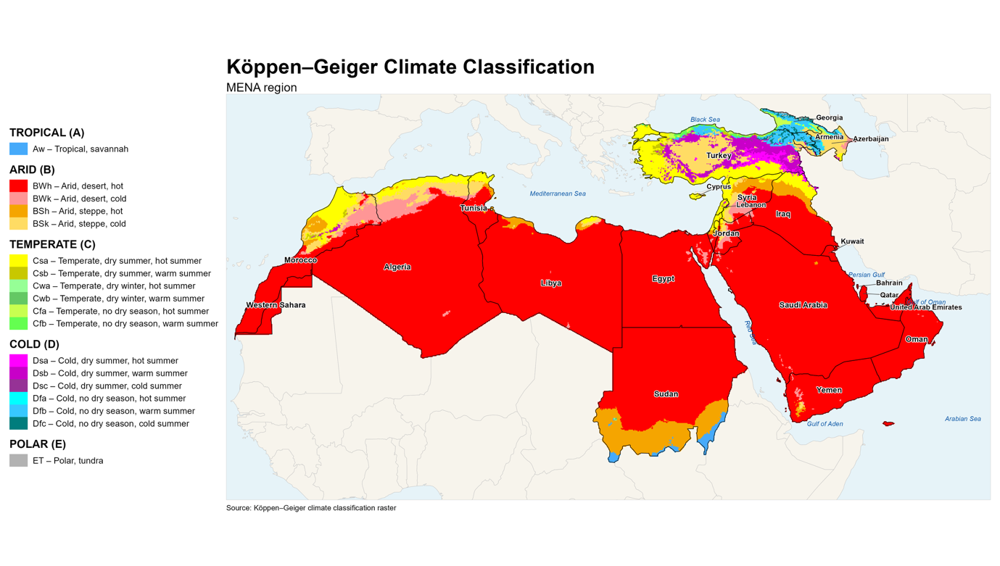 Köppen–Geiger Climate Classification
MENA region
TROPICAL (A)
Aw – Tropical, savannah
ARID (B)
BWh – Arid, desert, hot
BWk – Arid, desert, cold
BSh – Arid, steppe, hot
BSk – Arid, steppe, cold
TEMPERATE (C)
Csa – Temperate, dry summer, hot summer
Csb – Temperate, dry summer, warm summer
Cwa – Temperate, dry winter, hot summer
Cwb – Temperate, dry winter, warm summer
Cfa – Temperate, no dry season, hot summer
Cfb – Temperate, no dry season, warm summer
COLD (D)
Dsa – Cold, dry summer, hot summer
Dsb – Cold, dry summer, warm summer
Dsc – Cold, dry summer, cold summer
Dfa – Cold, no dry season, hot summer
Dfb – Cold, no dry season, warm summer
Dfc – Cold, no dry season, cold summer
POLAR (E)
ET – Polar, tundra
Black Sea
Georgia
Armenia
Azerbaijan
Turkey
Cyprus
Mediterranean Sea
Syria
Lebanon
Tunisia
Iraq
Jordan
Kuwait
Morocco
Algeria
Libya
Egypt
Persian Gulf
Bahrain
Qatar
Gulf of Oman
United Arab Emirates
Western Sahara
Saudi Arabia
Red Sea
Oman
Yemen
Sudan
Gulf of Aden
Arabian Sea
Source: Köppen–Geiger climate classification raster